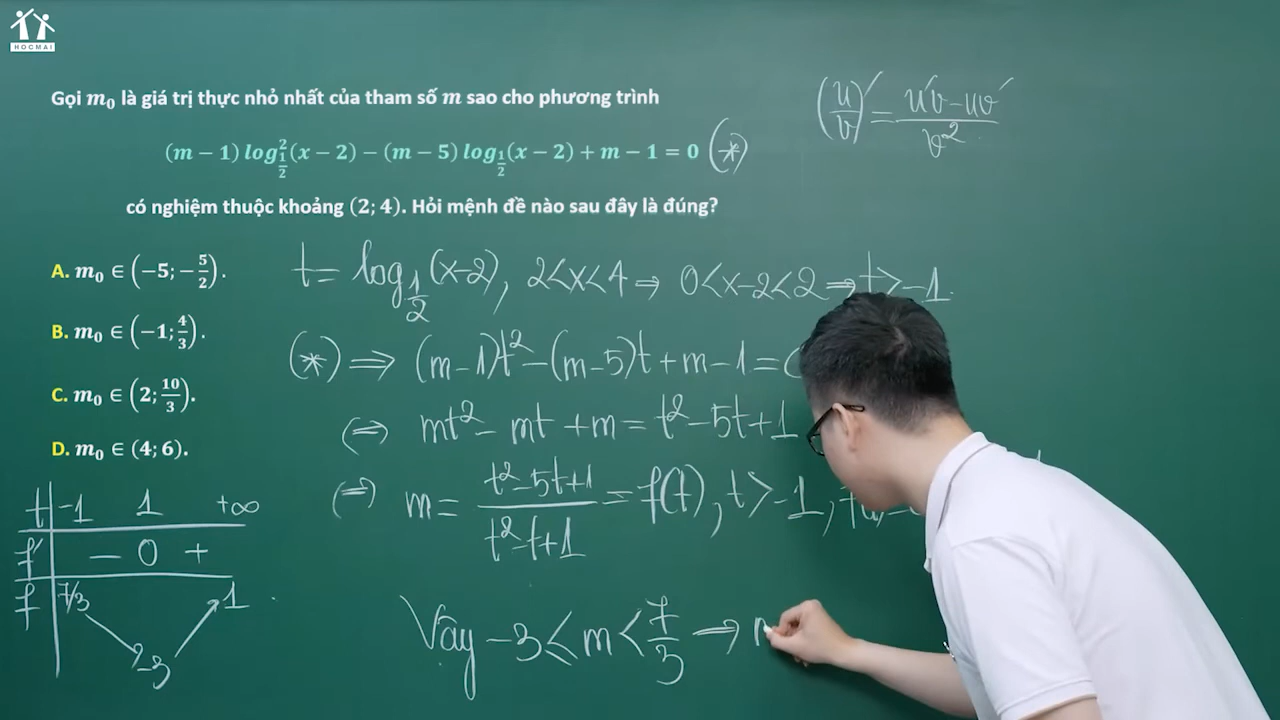 HOCMAI
Gọi m₀ là giá trị thực nhỏ nhất của tham số m sao cho phương trình
(m − 1) log²_{1/2}(x − 2) − (m − 5) log_{1/2}(x − 2) + m − 1 = 0 (*)
có nghiệm thuộc khoảng (2; 4). Hỏi mệnh đề nào sau đây là đúng?
(u/v)' = (u'v − uv')/v²
A. m₀ ∈ (−5; −5/2).
B. m₀ ∈ (−1; 4/3).
C. m₀ ∈ (2; 10/3).
D. m₀ ∈ (4; 6).
t = log_{1/2}(x−2), 2<x<4 ⇒ 0<x−2<2 ⇒ t>−1.
(*) ⇒ (m−1)t² − (m−5)t + m − 1 =
(⇔) mt² − mt + m = t² − 5t + 1
(⇔) m = (t²−5t+1)/(t²−t+1) = f(t), t > −1,
t | −1 1 +∞
f' | − 0 +
f | 7/3 −3 1
Vậy −3 ≤ m < 7/3 →